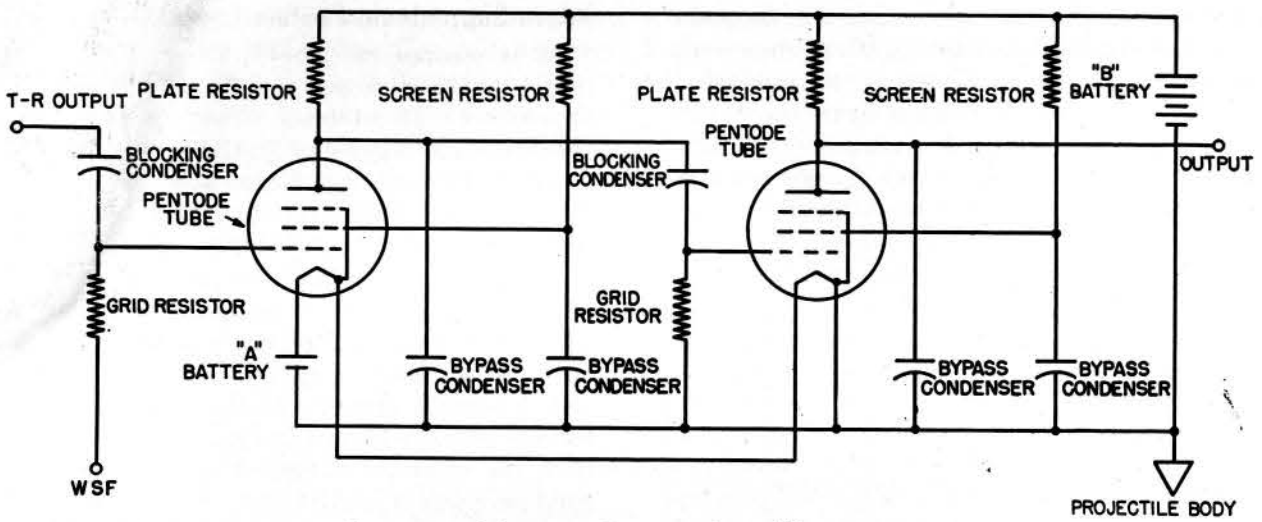 T-R OUTPUT
BLOCKING
CONDENSER
PENTODE
TUBE
GRID RESISTOR
WSF
PLATE RESISTOR
SCREEN RESISTOR
"A"
BATTERY
BYPASS
CONDENSER
BYPASS
CONDENSER
BLOCKING
CONDENSER
GRID
RESISTOR
PLATE RESISTOR
PENTODE
TUBE
SCREEN RESISTOR
"B"
BATTERY
OUTPUT
BYPASS
CONDENSER
BYPASS
CONDENSER
PROJECTILE BODY